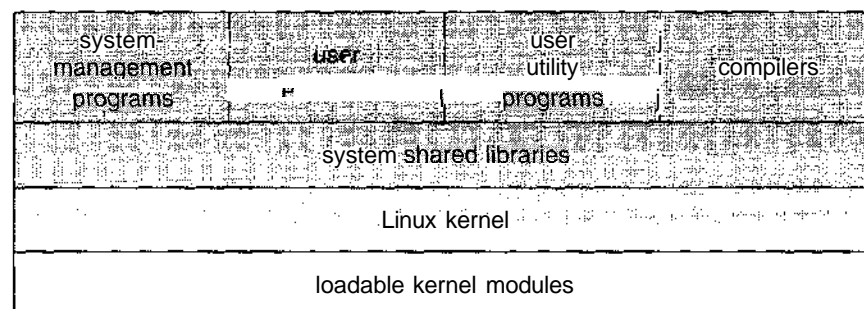 system-
management
programs
user
user
utility
programs
compilers
system shared libraries
Linux kernel
loadable kernel modules